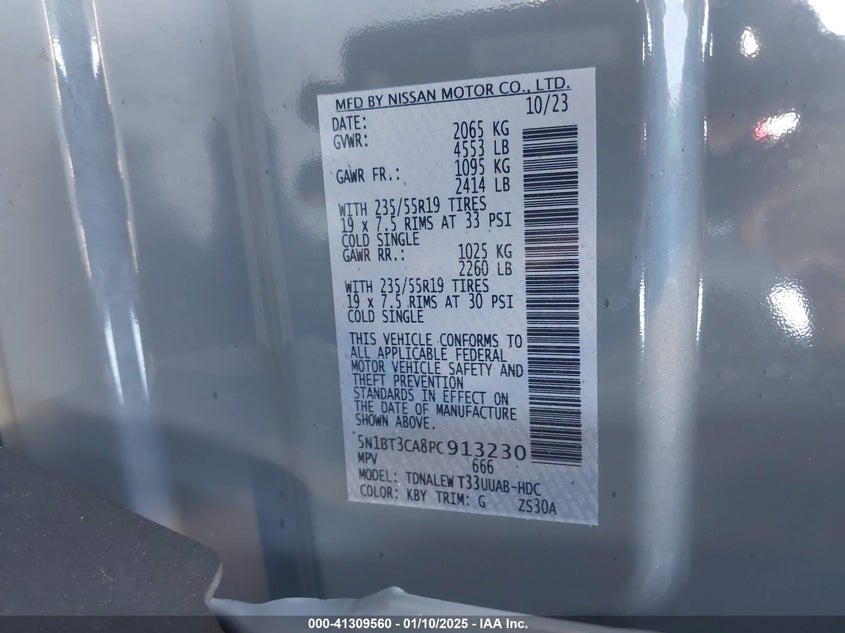 MFD BY NISSAN MOTOR CO., LTD.
DATE: 10/23
GVWR: 2065 KG
4553 LB
GAWR FR.: 1095 KG
2414 LB
WITH 235/55R19 TIRES
19 x 7.5 RIMS AT 33 PSI
COLD SINGLE
GAWR RR.: 1025 KG
2260 LB
WITH 235/55R19 TIRES
19 x 7.5 RIMS AT 30 PSI
COLD SINGLE
THIS VEHICLE CONFORMS TO
ALL APPLICABLE FEDERAL
MOTOR VEHICLE SAFETY AND
THEFT PREVENTION
STANDARDS IN EFFECT ON
THE DATE OF MANUFACTURE
SHOWN ABOVE.
5N1BT3CA8PC913230
MPV 666
MODEL: TDNALEW T33UUAB-HDC
COLOR: KBY TRIM: G ZS30A
000-41309560 - 01/10/2025 - IAA Inc.